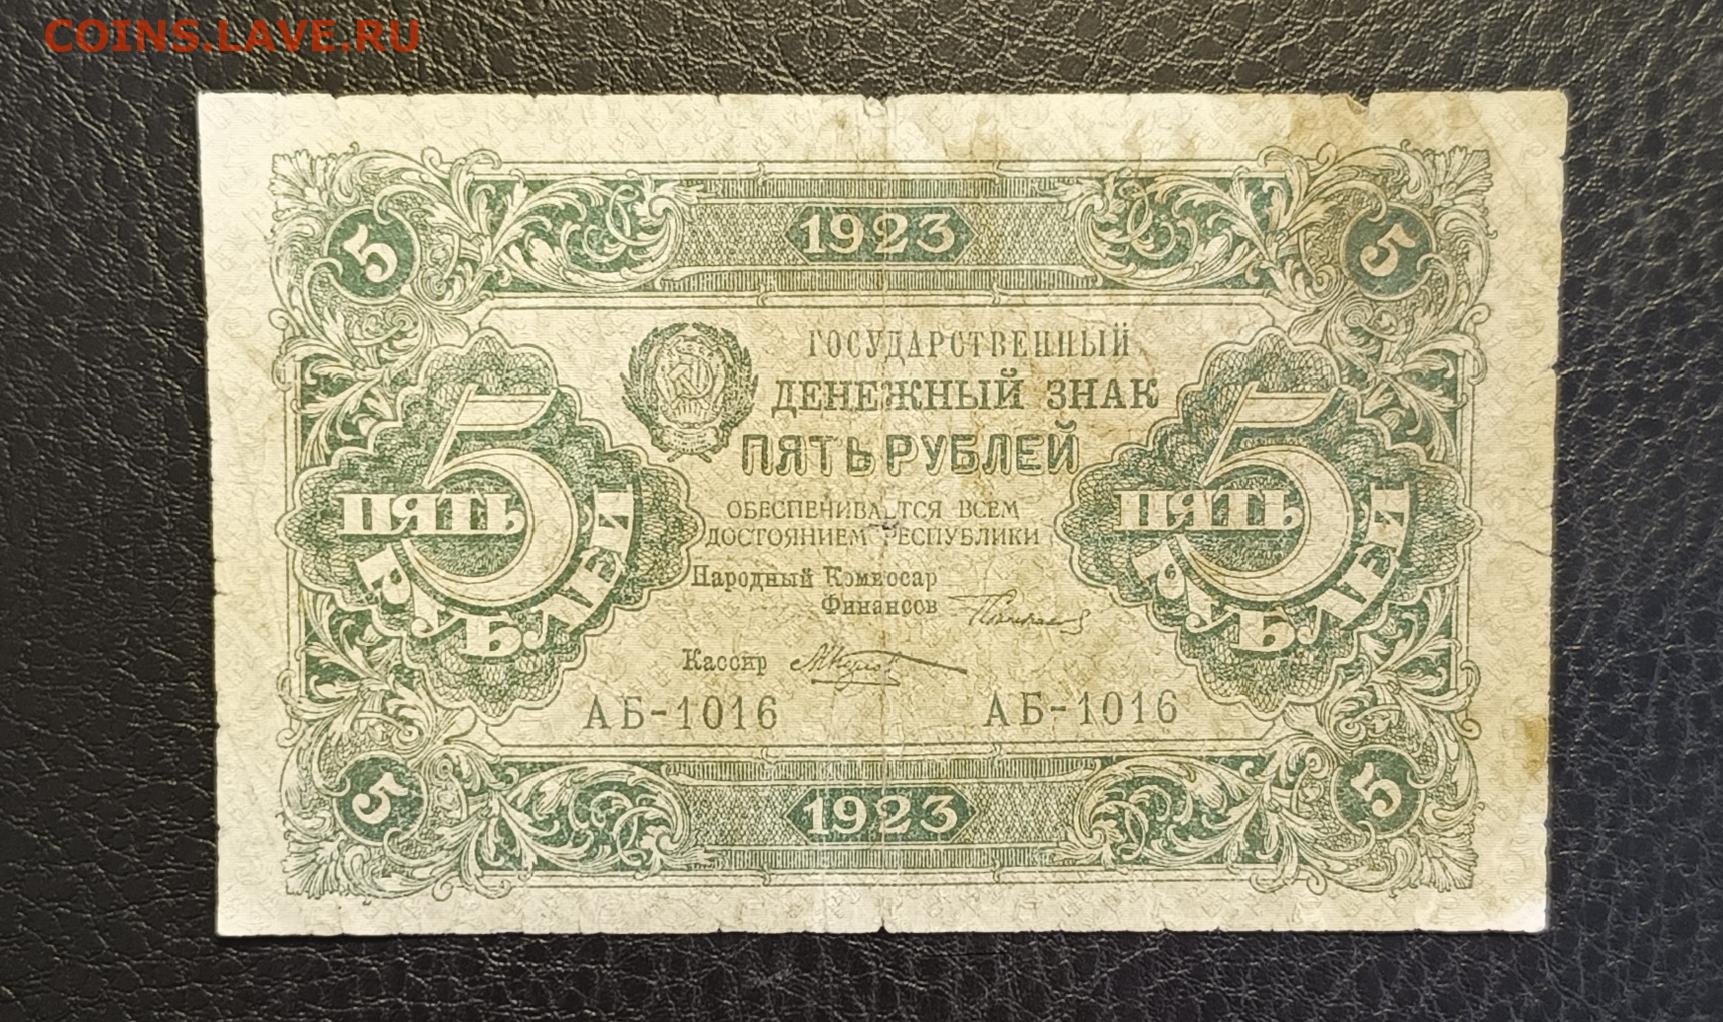 COINS.LAVE.RU
5 1923 5
ГОСУДАРСТВЕННЫЙ
ДЕНЕЖНЫЙ ЗНАК
ПЯТЬ РУБЛЕЙ
ОБЕСПЕЧИВАЕТСЯ ВСЕМ
ДОСТОЯНИЕМ РЕСПУБЛИКИ
Народный Комиссар
Финансов
Кассир
АБ-1016 АБ-1016
5 ПЯТЬ РУБЛЕЙ
5 ПЯТЬ РУБЛЕЙ
5 1923 5